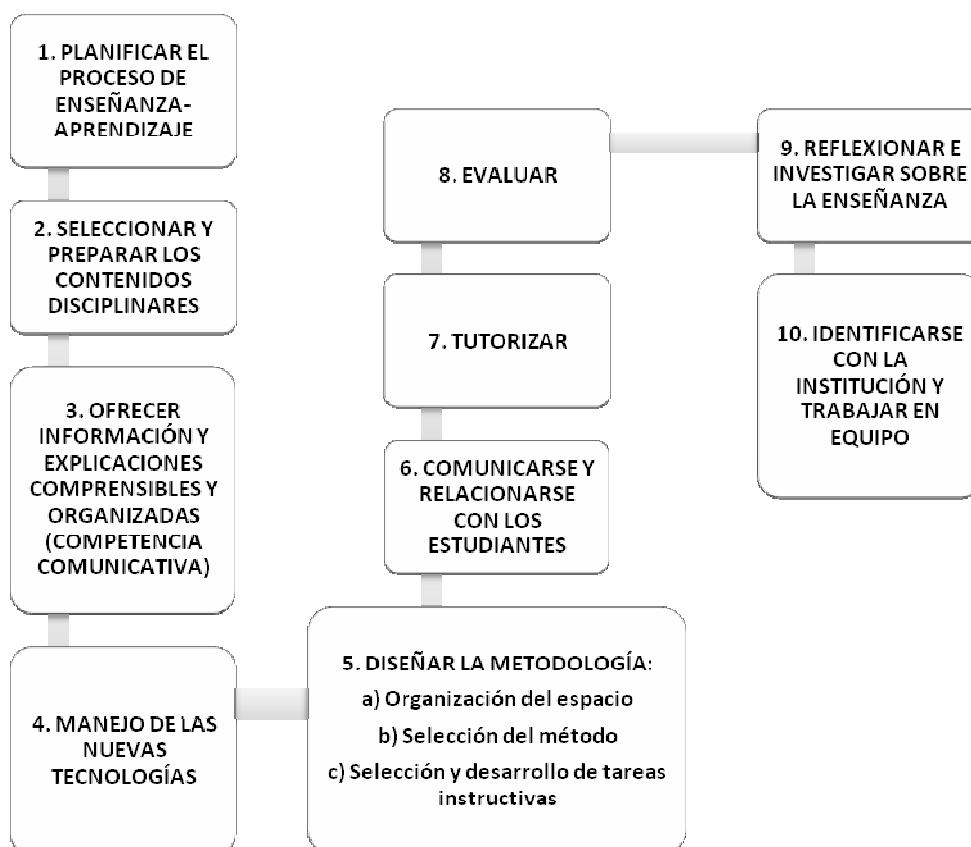 1. PLANIFICAR EL
PROCESO DE
ENSEÑANZA-
APRENDIZAJE
2. SELECCIONAR Y
PREPARAR LOS
CONTENIDOS
DISCIPLINARES
3. OFRECER
INFORMACIÓN Y
EXPLICACIONES
COMPRENSIBLES Y
ORGANIZADAS
(COMPETENCIA
COMUNICATIVA)
4. MANEJO DE LAS
NUEVAS
TECNOLOGÍAS
5. DISEÑAR LA METODOLOGÍA:
a) Organización del espacio
b) Selección del método
c) Selección y desarrollo de tareas
instructivas
6. COMUNICARSE Y
RELACIONARSE
CON LOS
ESTUDIANTES
7. TUTORIZAR
8. EVALUAR
9. REFLEXIONAR E
INVESTIGAR SOBRE
LA ENSEÑANZA
10. IDENTIFICARSE
CON LA
INSTITUCIÓN Y
TRABAJAR EN
EQUIPO